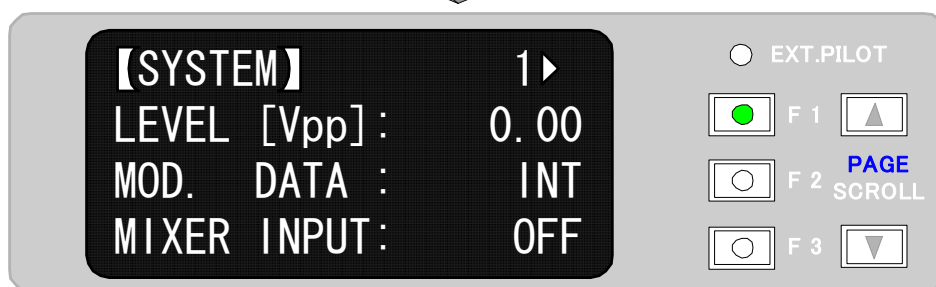 【SYSTEM】 1▶
LEVEL [Vpp]: 0.00
MOD. DATA : INT
MIXER INPUT: OFF
EXT.PILOT
F 1
PAGE
F 2
SCROLL
F 3